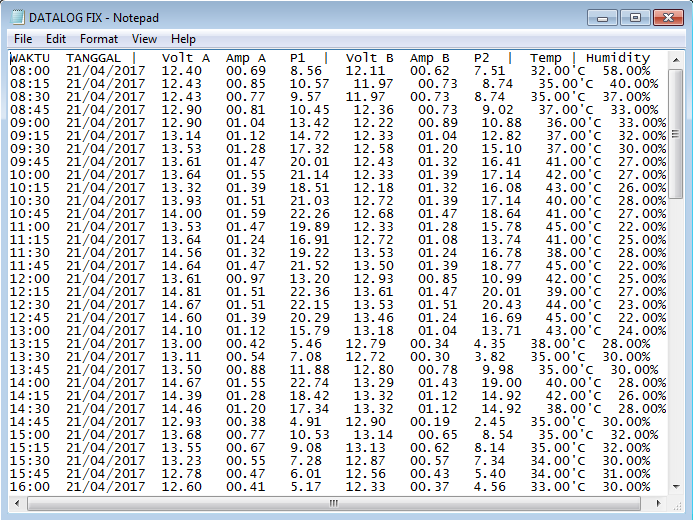 DATALOG FIX - Notepad
File Edit Format View Help
WAKTU TANGGAL | Volt A Amp A P1 | Volt B Amp B P2 | Temp | Humidity
08:00 21/04/2017 12.40 00.69 8.56 12.11 00.62 7.51 32.00'C 58.00%
08:15 21/04/2017 12.43 00.85 10.57 11.97 00.73 8.74 35.00'C 40.00%
08:30 21/04/2017 12.43 00.77 9.57 11.97 00.73 8.74 35.00'C 37.00%
08:45 21/04/2017 12.90 00.81 10.45 12.36 00.73 9.02 37.00'C 33.00%
09:00 21/04/2017 12.90 01.04 13.42 12.22 00.89 10.88 36.00'C 33.00%
09:15 21/04/2017 13.14 01.12 14.72 12.33 01.04 12.82 37.00'C 32.00%
09:30 21/04/2017 13.53 01.28 17.32 12.58 01.20 15.10 37.00'C 30.00%
09:45 21/04/2017 13.61 01.47 20.01 12.43 01.32 16.41 41.00'C 27.00%
10:00 21/04/2017 13.64 01.55 21.14 12.33 01.39 17.14 42.00'C 27.00%
10:15 21/04/2017 13.32 01.39 18.51 12.18 01.32 16.08 43.00'C 26.00%
10:30 21/04/2017 13.93 01.51 21.03 12.72 01.39 17.14 40.00'C 28.00%
10:45 21/04/2017 14.00 01.59 22.26 12.68 01.47 18.64 41.00'C 27.00%
11:00 21/04/2017 13.53 01.47 19.89 12.33 01.28 15.78 45.00'C 22.00%
11:15 21/04/2017 13.64 01.24 16.91 12.72 01.08 13.74 41.00'C 25.00%
11:30 21/04/2017 14.56 01.32 19.22 13.53 01.24 16.78 38.00'C 28.00%
11:45 21/04/2017 14.64 01.47 21.52 13.50 01.39 18.77 45.00'C 22.00%
12:00 21/04/2017 13.61 00.97 13.20 12.93 00.85 10.99 42.00'C 25.00%
12:15 21/04/2017 14.81 01.51 22.36 13.61 01.47 20.01 39.00'C 27.00%
12:30 21/04/2017 14.67 01.51 22.15 13.53 01.51 20.43 44.00'C 23.00%
12:45 21/04/2017 14.60 01.39 20.29 13.46 01.24 16.69 45.00'C 22.00%
13:00 21/04/2017 14.10 01.12 15.79 13.18 01.04 13.71 43.00'C 24.00%
13:15 21/04/2017 13.00 00.42 5.46 12.79 00.34 4.35 38.00'C 28.00%
13:30 21/04/2017 13.11 00.54 7.08 12.72 00.30 3.82 35.00'C 30.00%
13:45 21/04/2017 13.50 00.88 11.88 12.80 00.78 9.98 35.00'C 30.00%
14:00 21/04/2017 14.67 01.55 22.74 13.29 01.43 19.00 40.00'C 28.00%
14:15 21/04/2017 14.39 01.28 18.42 13.32 01.12 14.92 42.00'C 26.00%
14:30 21/04/2017 14.46 01.20 17.34 13.32 01.12 14.92 38.00'C 28.00%
14:45 21/04/2017 12.93 00.38 4.91 12.90 00.19 2.45 35.00'C 30.00%
15:00 21/04/2017 13.68 00.77 10.53 13.14 00.65 8.54 35.00'C 32.00%
15:15 21/04/2017 13.55 00.67 9.08 13.13 00.62 8.14 35.00'C 32.00%
15:30 21/04/2017 13.23 00.55 7.28 12.87 00.57 7.34 34.00'C 30.00%
15:45 21/04/2017 12.78 00.47 6.01 12.56 00.43 5.40 34.00'C 31.00%
16:00 21/04/2017 12.60 00.41 5.17 12.33 00.37 4.56 33.00'C 30.00%